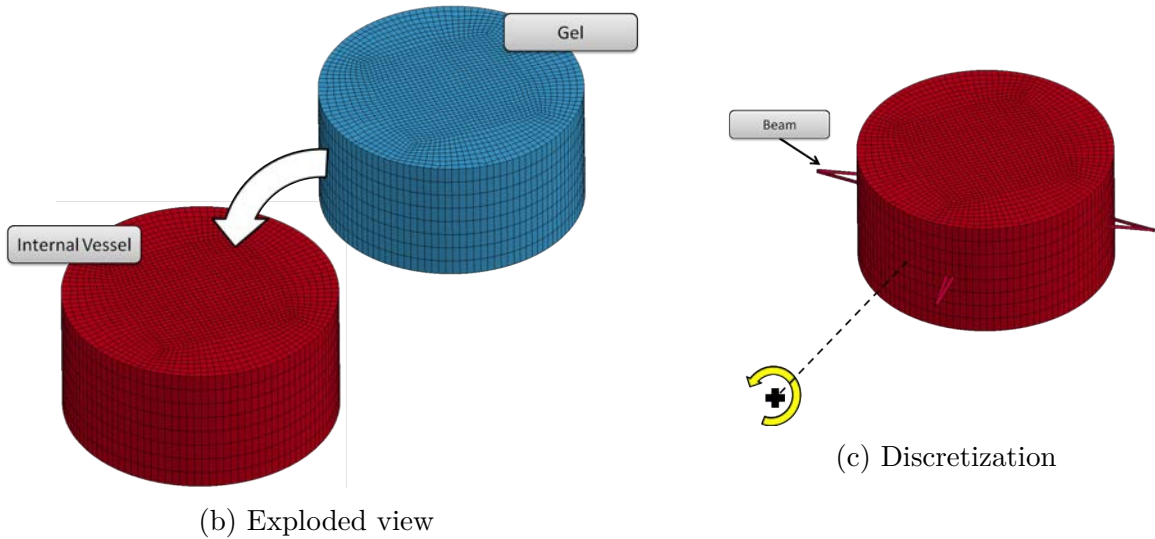 Gel
Internal Vessel
(b) Exploded view
Beam
(c) Discretization